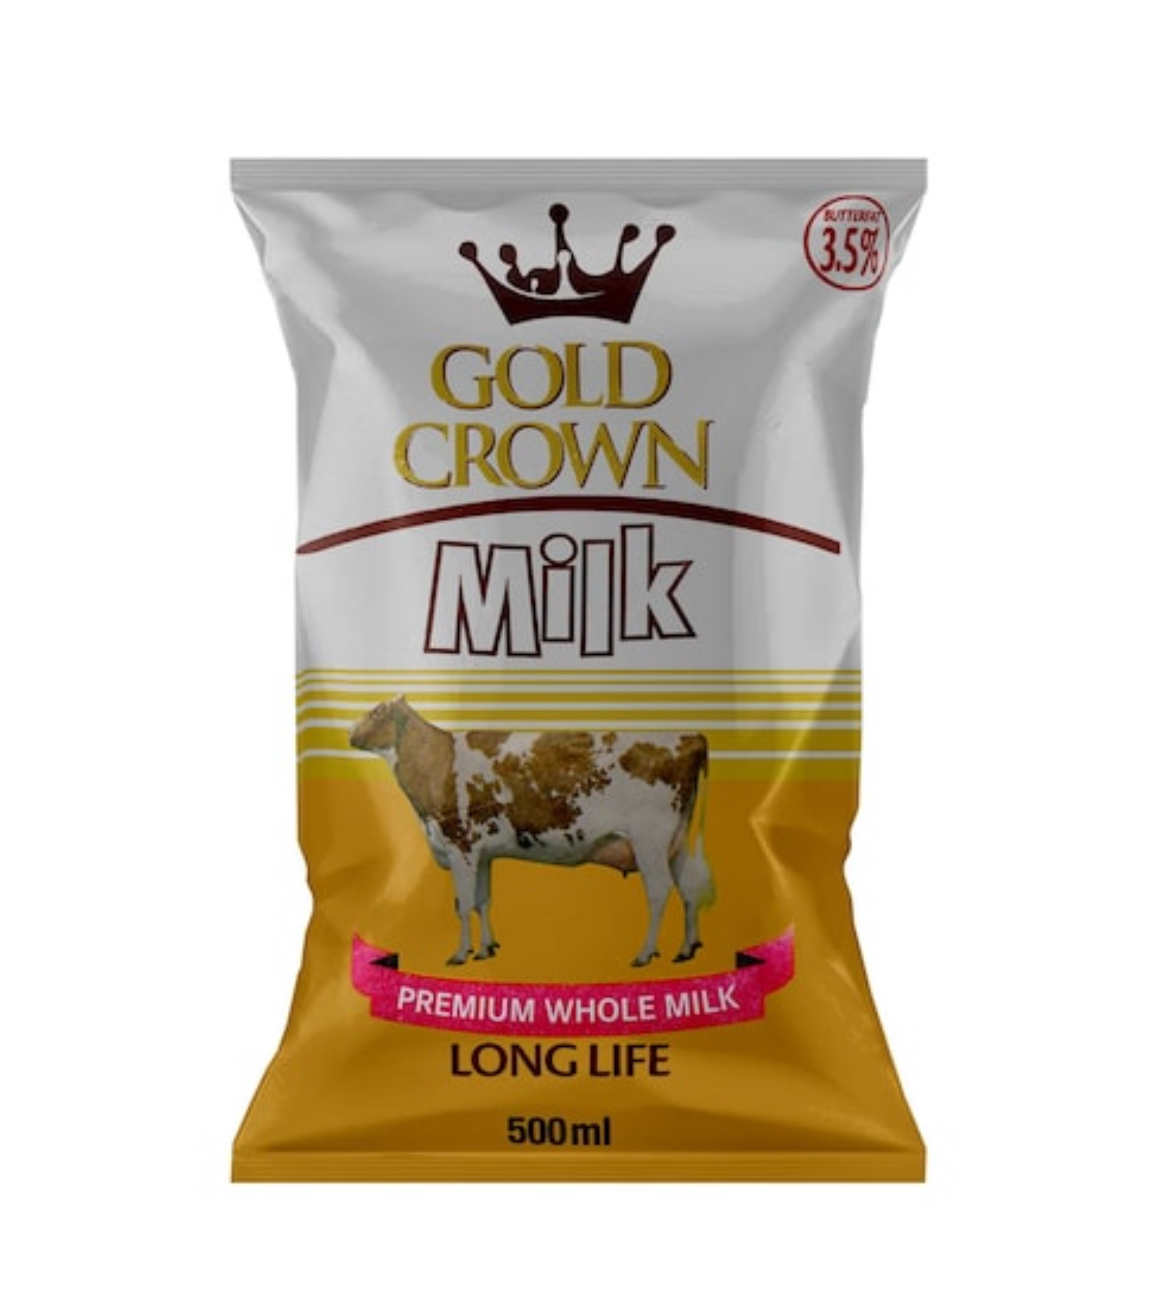 BUTTERFAT
3.5%
GOLD
CROWN
Milk
PREMIUM WHOLE MILK
LONG LIFE
500ml